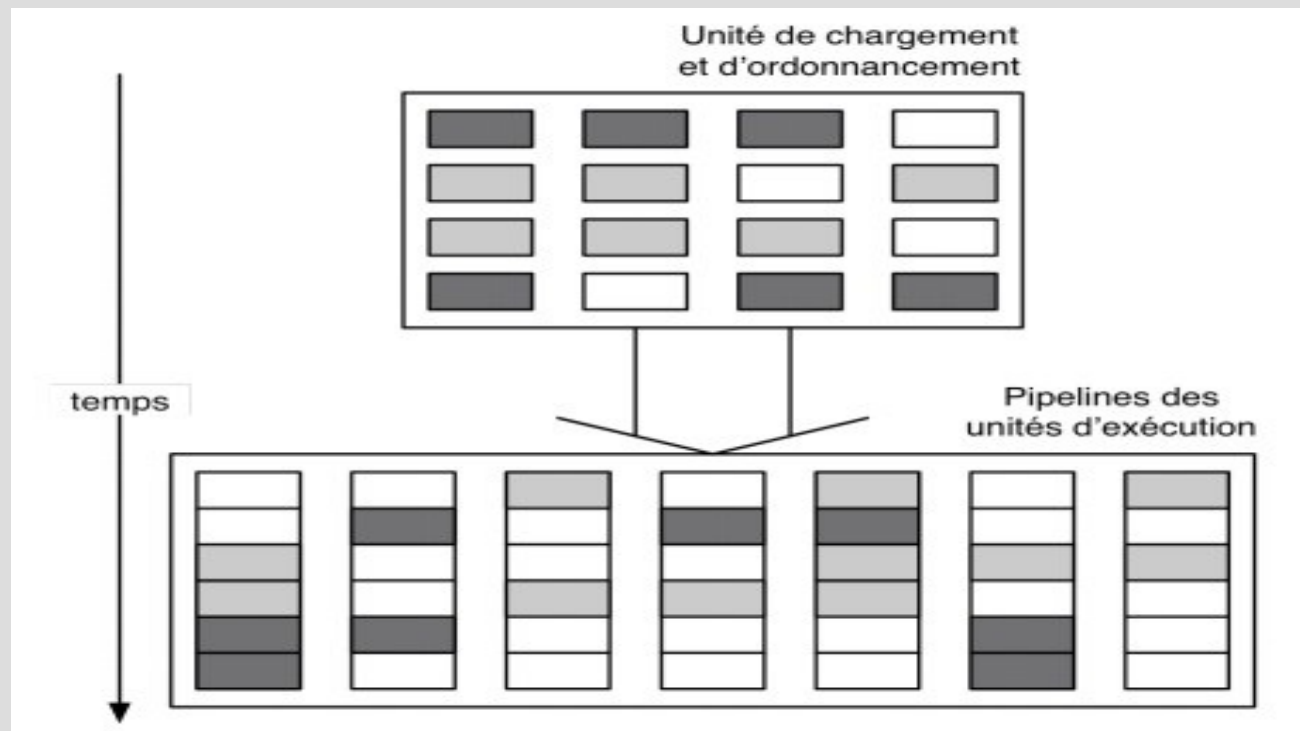 Unité de chargement
et d'ordonnancement
temps
Pipelines des
unités d'exécution